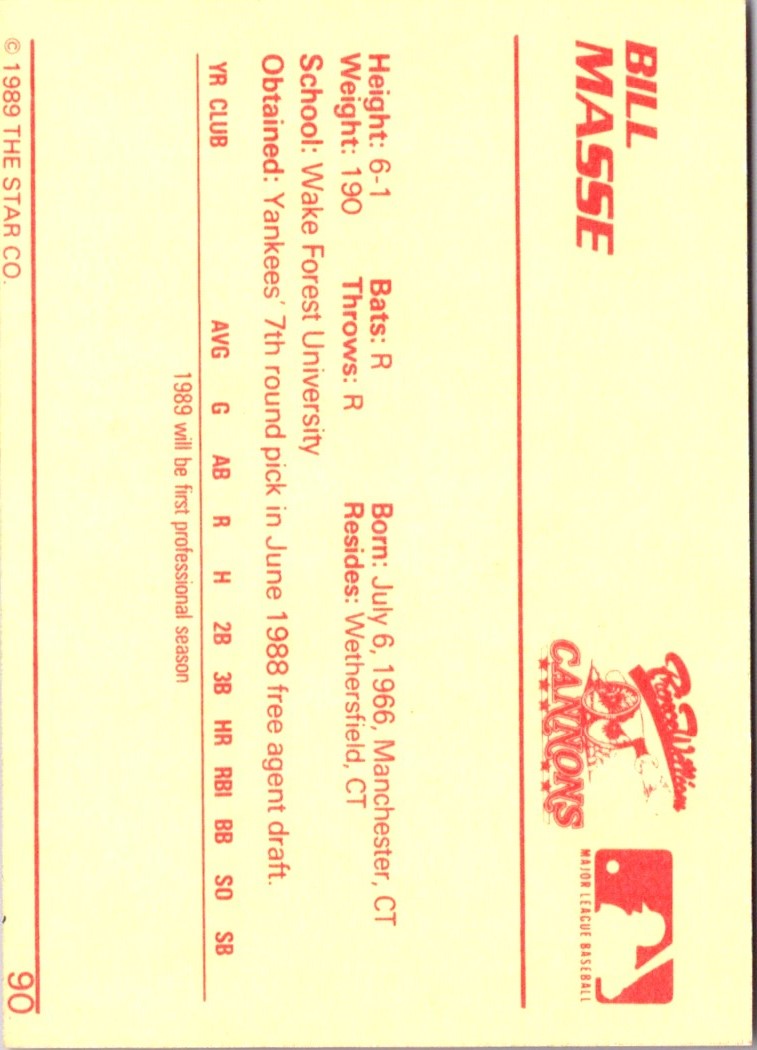 BILL
MASSE
Prince William
CANNONS
MAJOR LEAGUE BASEBALL
Height: 6-1 Bats: R Born: July 6, 1966, Manchester, CT
Weight: 190 Throws: R Resides: Wethersfield, CT
School: Wake Forest University
Obtained: Yankees' 7th round pick in June 1988 free agent draft.
YR CLUB AVG G AB R H 2B 3B HR RBI BB SO SB
1989 will be first professional season
© 1989 THE STAR CO. 90